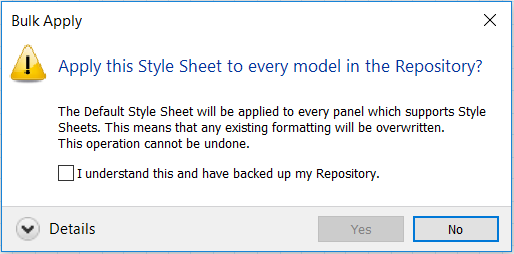 Bulk Apply
Apply this Style Sheet to every model in the Repository?
The Default Style Sheet will be applied to every panel which supports Style
Sheets. This means that any existing formatting will be overwritten.
This operation cannot be undone.
I understand this and have backed up my Repository.
Details
Yes
No